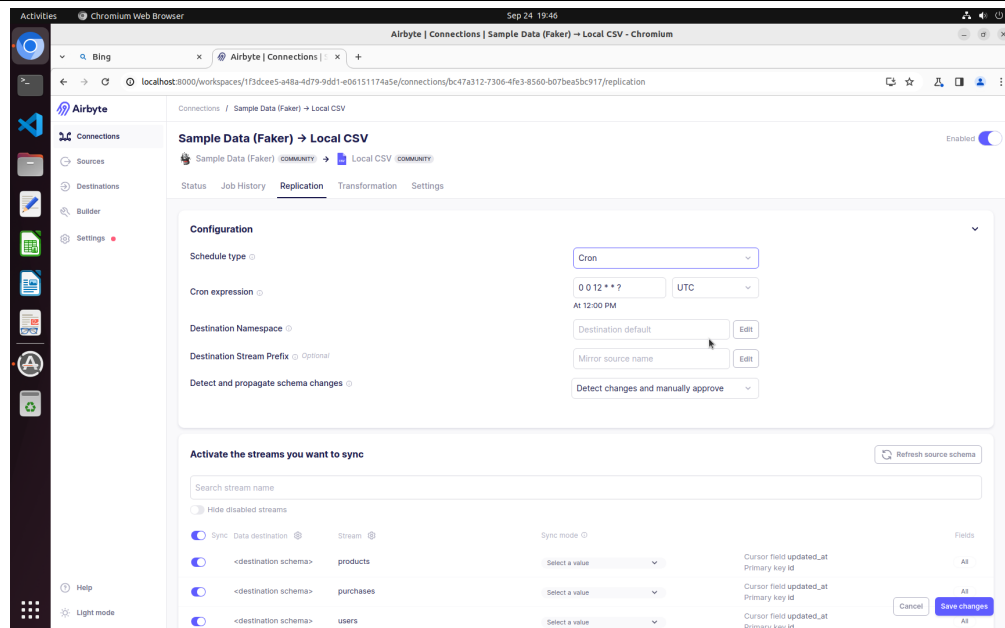 Activities
Chromium Web Browser
Sep 24 19:46
Airbyte | Connections | Sample Data (Faker) → Local CSV - Chromium
Bing
Airbyte | Connections |
localhost:8000/workspaces/1f3dcee5-a48a-4d79-9dd1-e06151174a5e/connections/bc47a312-7306-4fe3-8560-b07bea5bc917/replication
Airbyte
Connections / Sample Data (Faker) → Local CSV
Connections
Sources
Destinations
Builder
Settings
Help
Light mode
Sample Data (Faker) → Local CSV
Enabled
Sample Data (Faker) COMMUNITY → Local CSV COMMUNITY
Status Job History Replication Transformation Settings
Configuration
Schedule type
Cron
Cron expression
0 0 12 * * ?
UTC
At 12:00 PM
Destination Namespace
Destination default
Edit
Destination Stream Prefix Optional
Mirror source name
Edit
Detect and propagate schema changes
Detect changes and manually approve
Activate the streams you want to sync
Refresh source schema
Search stream name
Hide disabled streams
Sync Data destination Stream Sync mode Fields
<destination schema> products Select a value Cursor field updated_at All
Primary key id
<destination schema> purchases Select a value Cursor field updated_at All
Primary key id
<destination schema> users Select a value Cursor field updated_at All
Primary key id
Cancel
Save changes